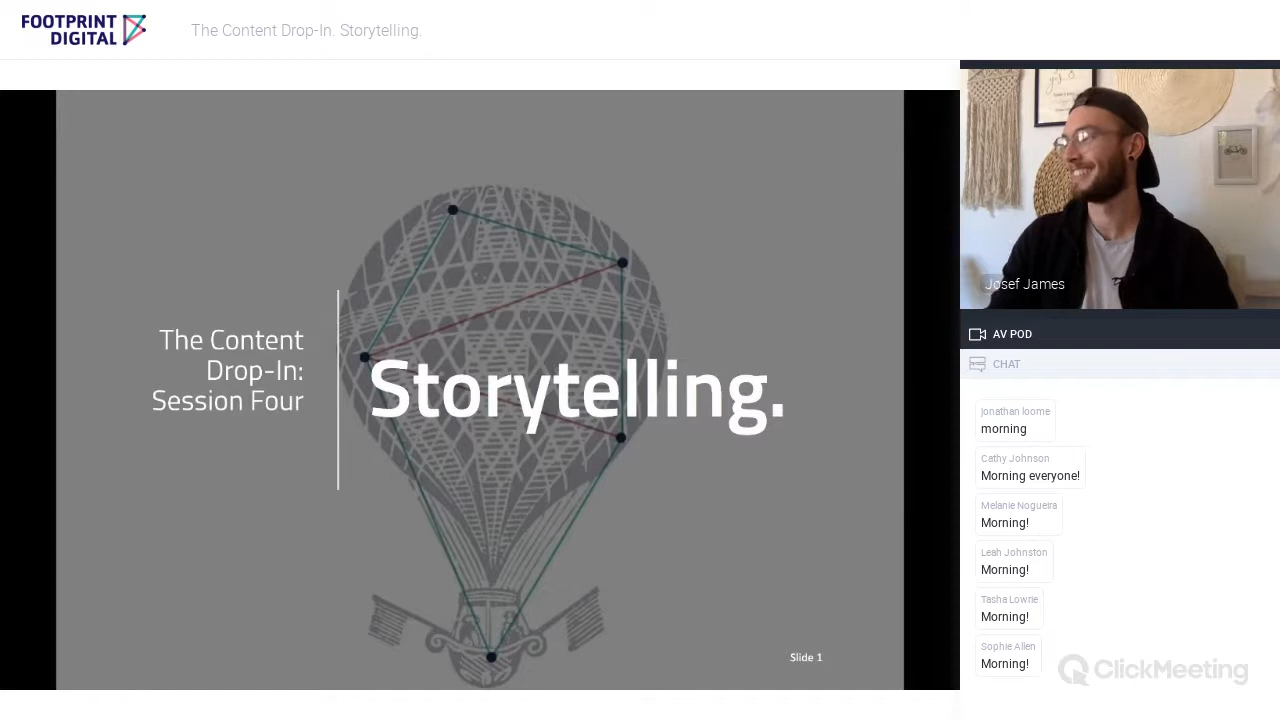 FOOTPRINT
DIGITAL
The Content Drop-In. Storytelling.
The Content
Drop-In:
Session Four
Storytelling.
Slide 1
Josef James
AV POD
CHAT
jonathan loome
morning
Cathy Johnson
Morning everyone!
Melanie Nogueira
Morning!
Leah Johnston
Morning!
Tasha Lowrie
Morning!
Sophie Allen
Morning!
ClickMeeting